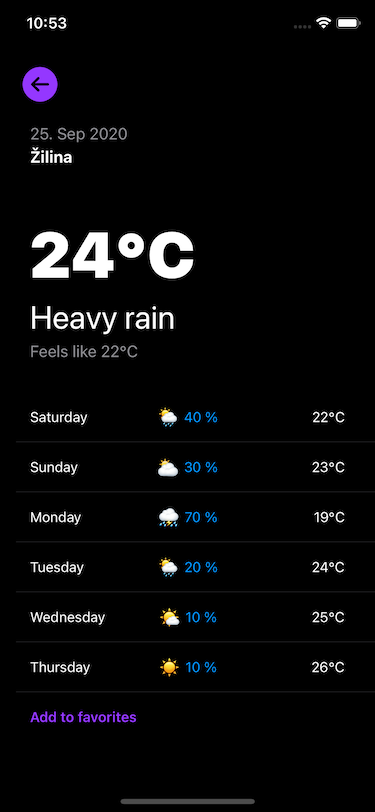 10:53
25. Sep 2020
Žilina
24°C
Heavy rain
Feels like 22°C
Saturday 40 % 22°C
Sunday 30 % 23°C
Monday 70 % 19°C
Tuesday 20 % 24°C
Wednesday 10 % 25°C
Thursday 10 % 26°C
Add to favorites